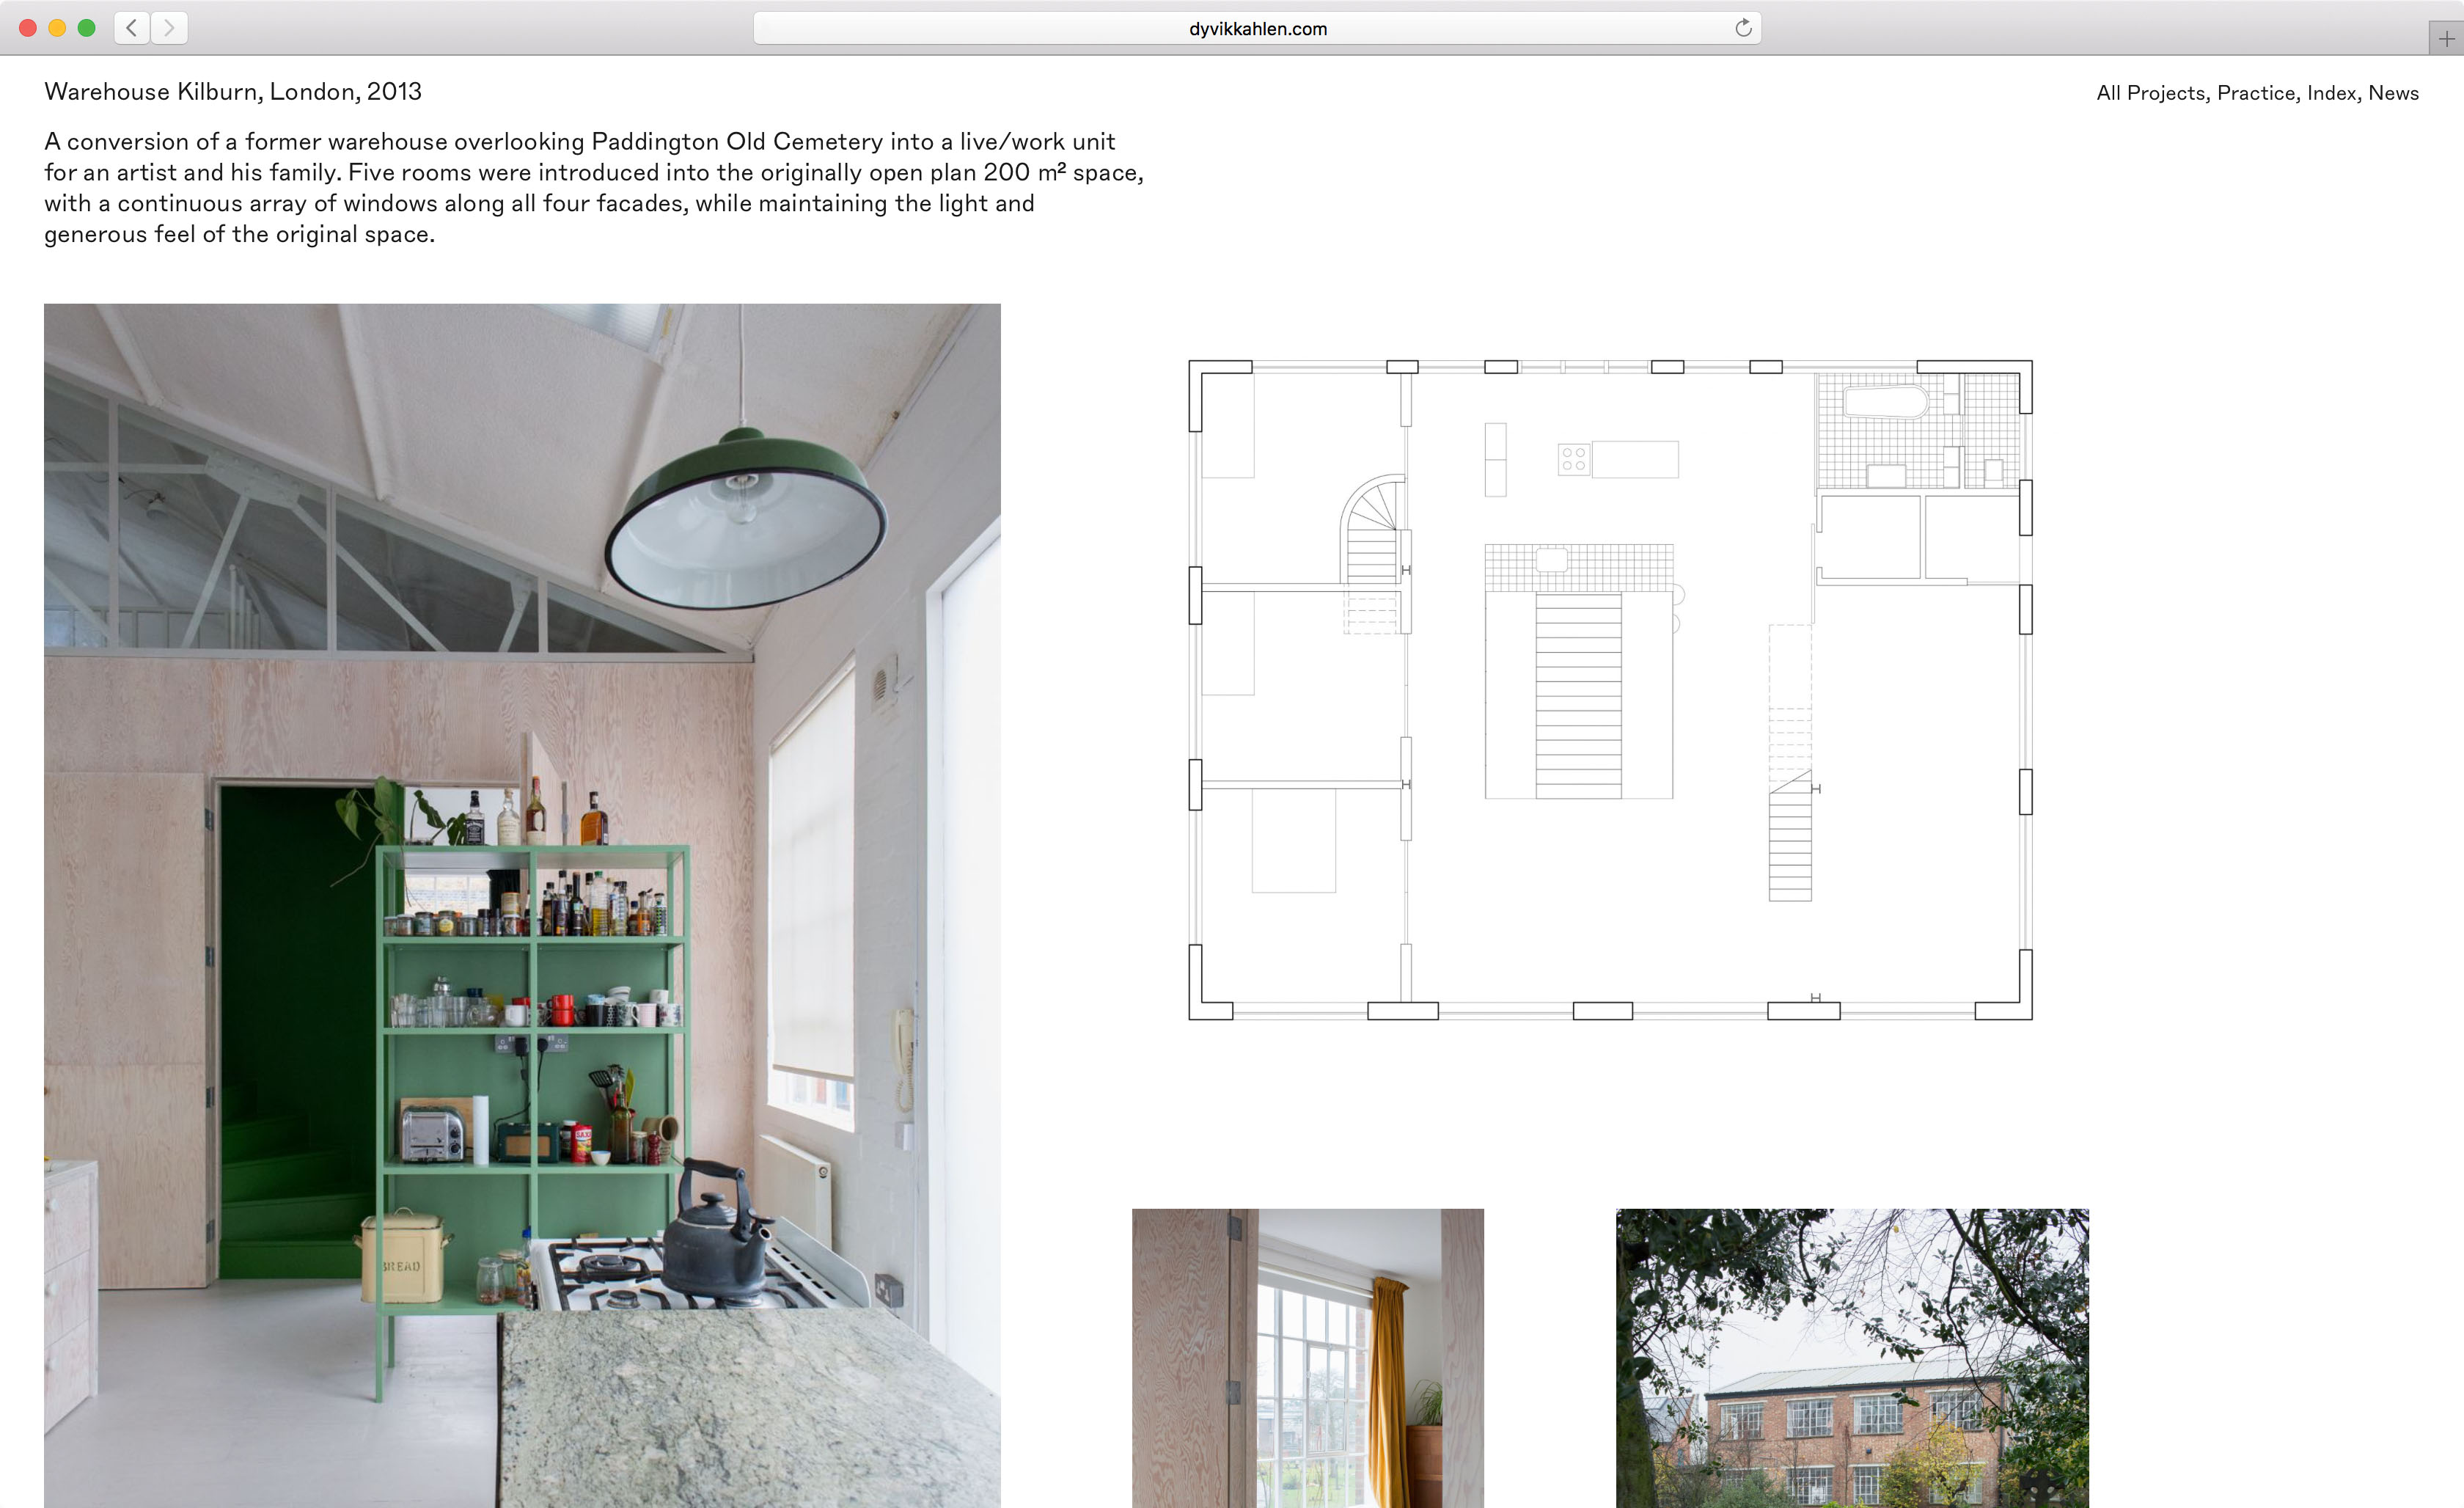 dyvikkahlen.com
Warehouse Kilburn, London, 2013
All Projects, Practice, Index, News
A conversion of a former warehouse overlooking Paddington Old Cemetery into a live/work unit
for an artist and his family. Five rooms were introduced into the originally open plan 200 m² space,
with a continuous array of windows along all four facades, while maintaining the light and
generous feel of the original space.
BREAD